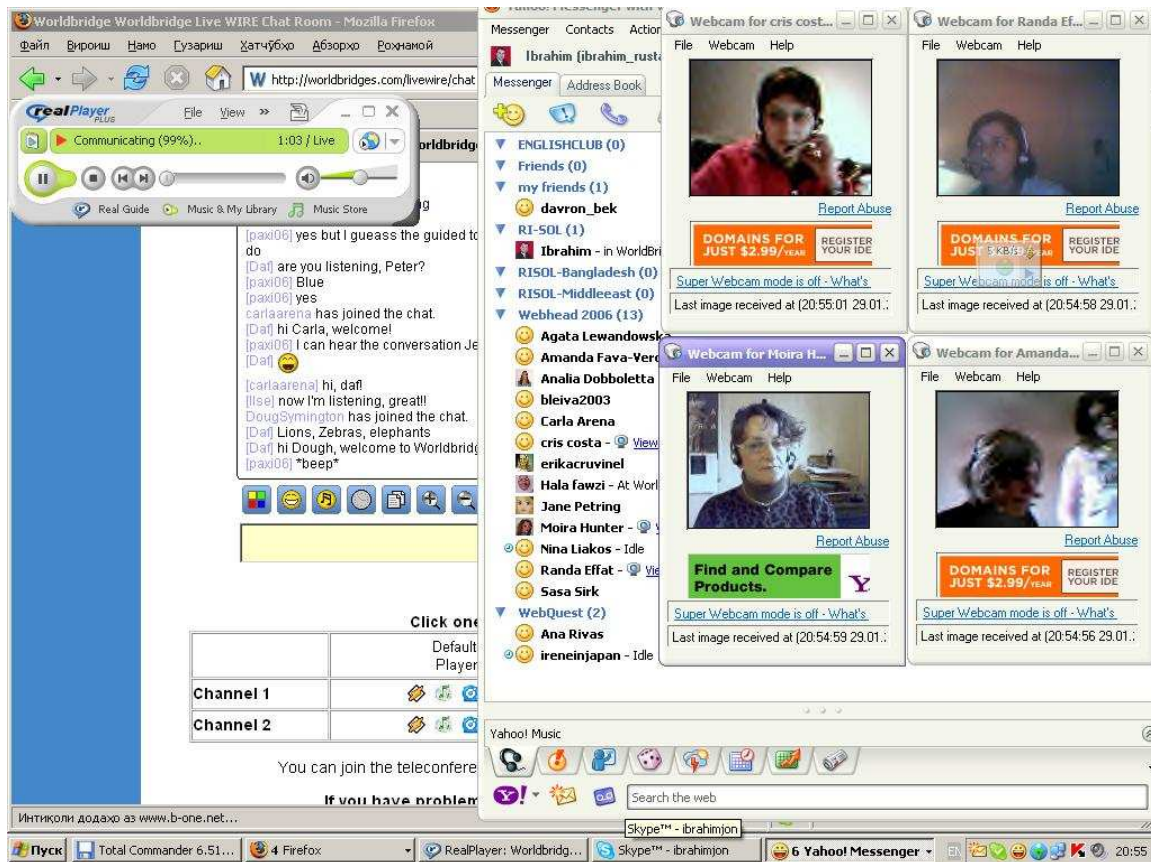 Worldbridge Worldbridge Live WIRE Chat Room - Mozilla Firefox
Файл Вироиш Намо Гузариш Хатчӯбҳо Абзорҳо Роҳнамой
http://worldbridges.com/livewire/chat
realPlayer PLUS File View »
Communicating (99%).. 1:03 / Live
Real Guide Music & My Library Music Store
[paxi06] yes but I gueass the guided
do
[Daf] are you listening, Peter?
[paxi06] Blue
[paxi06] yes
carlaarena has joined the chat.
[Daf] hi Carla, welcome!
[paxi06] I can hear the conversation
[Daf]
[carlaarena] hi, daf!
[Ilse] now I'm listening, great!!
DougSymington has joined the chat.
[Daf] Lions, Zebras, elephants
[Daf] hi Dough, welcome to
[paxi06] *beep*
Click one
Default
Player
Channel 1
Channel 2
You can join the
If you have
Интиқоли додаҳо аз www.b-one.net...
Yahoo! Messenger
Messenger Contacts
Ibrahim
Messenger Address Book
ENGLISHCLUB (0)
Friends (0)
my friends (1)
davron_bek
RI-SOL (1)
Ibrahim - in
RISOL-Bangladesh (0)
RISOL-Middleeast (0)
Webhead 2006 (13)
Agata Lewandowska
Amanda
Analia Dobboletta
bleiva2003
Carla Arena
cris costa - View
erikacruvinel
Hala fawzi - At
Jane Petring
Moira Hunter -
Nina Liakos - Idle
Randa Effat -
Sasa Sirk
WebQuest (2)
Ana Rivas
ireneinjapan - Idle
Yahoo! Music
Y! Search the web
Skype™ - ibrahimjon
Webcam for cris cost...
File Webcam Help
Report Abuse
DOMAINS FOR REGISTER
JUST $2.99/YEAR YOUR IDE
Super Webcam mode is off - What's
Last image received at (20:55:01 29.01.
Webcam for Randa Ef...
File Webcam Help
Report Abuse
DOMAINS FOR REGISTER
JUST $2.99/YEAR YOUR IDE
Super Webcam mode is off - What's
Last image received at (20:54:58 29.01.
Webcam for Moira H...
File Webcam Help
Report Abuse
Find and Compare
Products. Y
Super Webcam mode is off - What's
Last image received at (20:54:59 29.01.
Webcam for Amanda...
File Webcam Help
Report Abuse
DOMAINS FOR REGISTER
JUST $2.99/YEAR YOUR IDE
Super Webcam mode is off - What's
Last image received at (20:54:56 29.01.
Пуск Total Commander 6.51... 4 Firefox RealPlayer: Worldbridg... Skype™ - ibrahimjon 6 Yahoo! Messenger EN 20:55